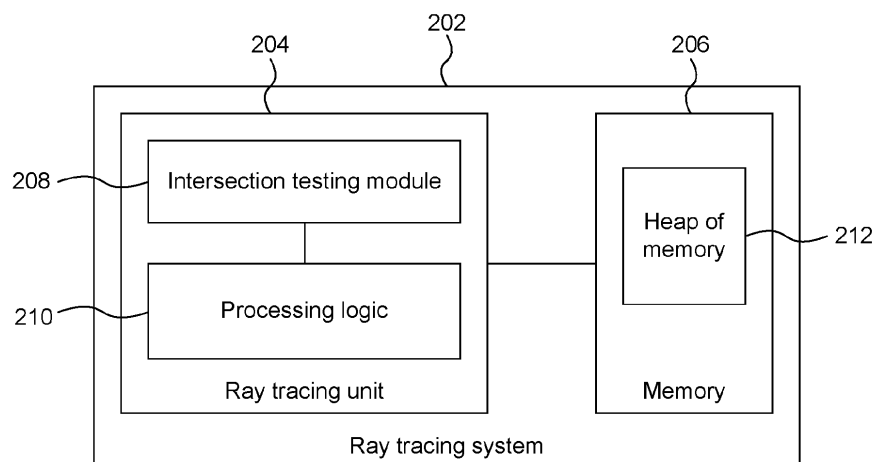 202
204
206
208
Intersection testing module
Heap of
memory
212
210
Processing logic
Ray tracing unit
Memory
Ray tracing system